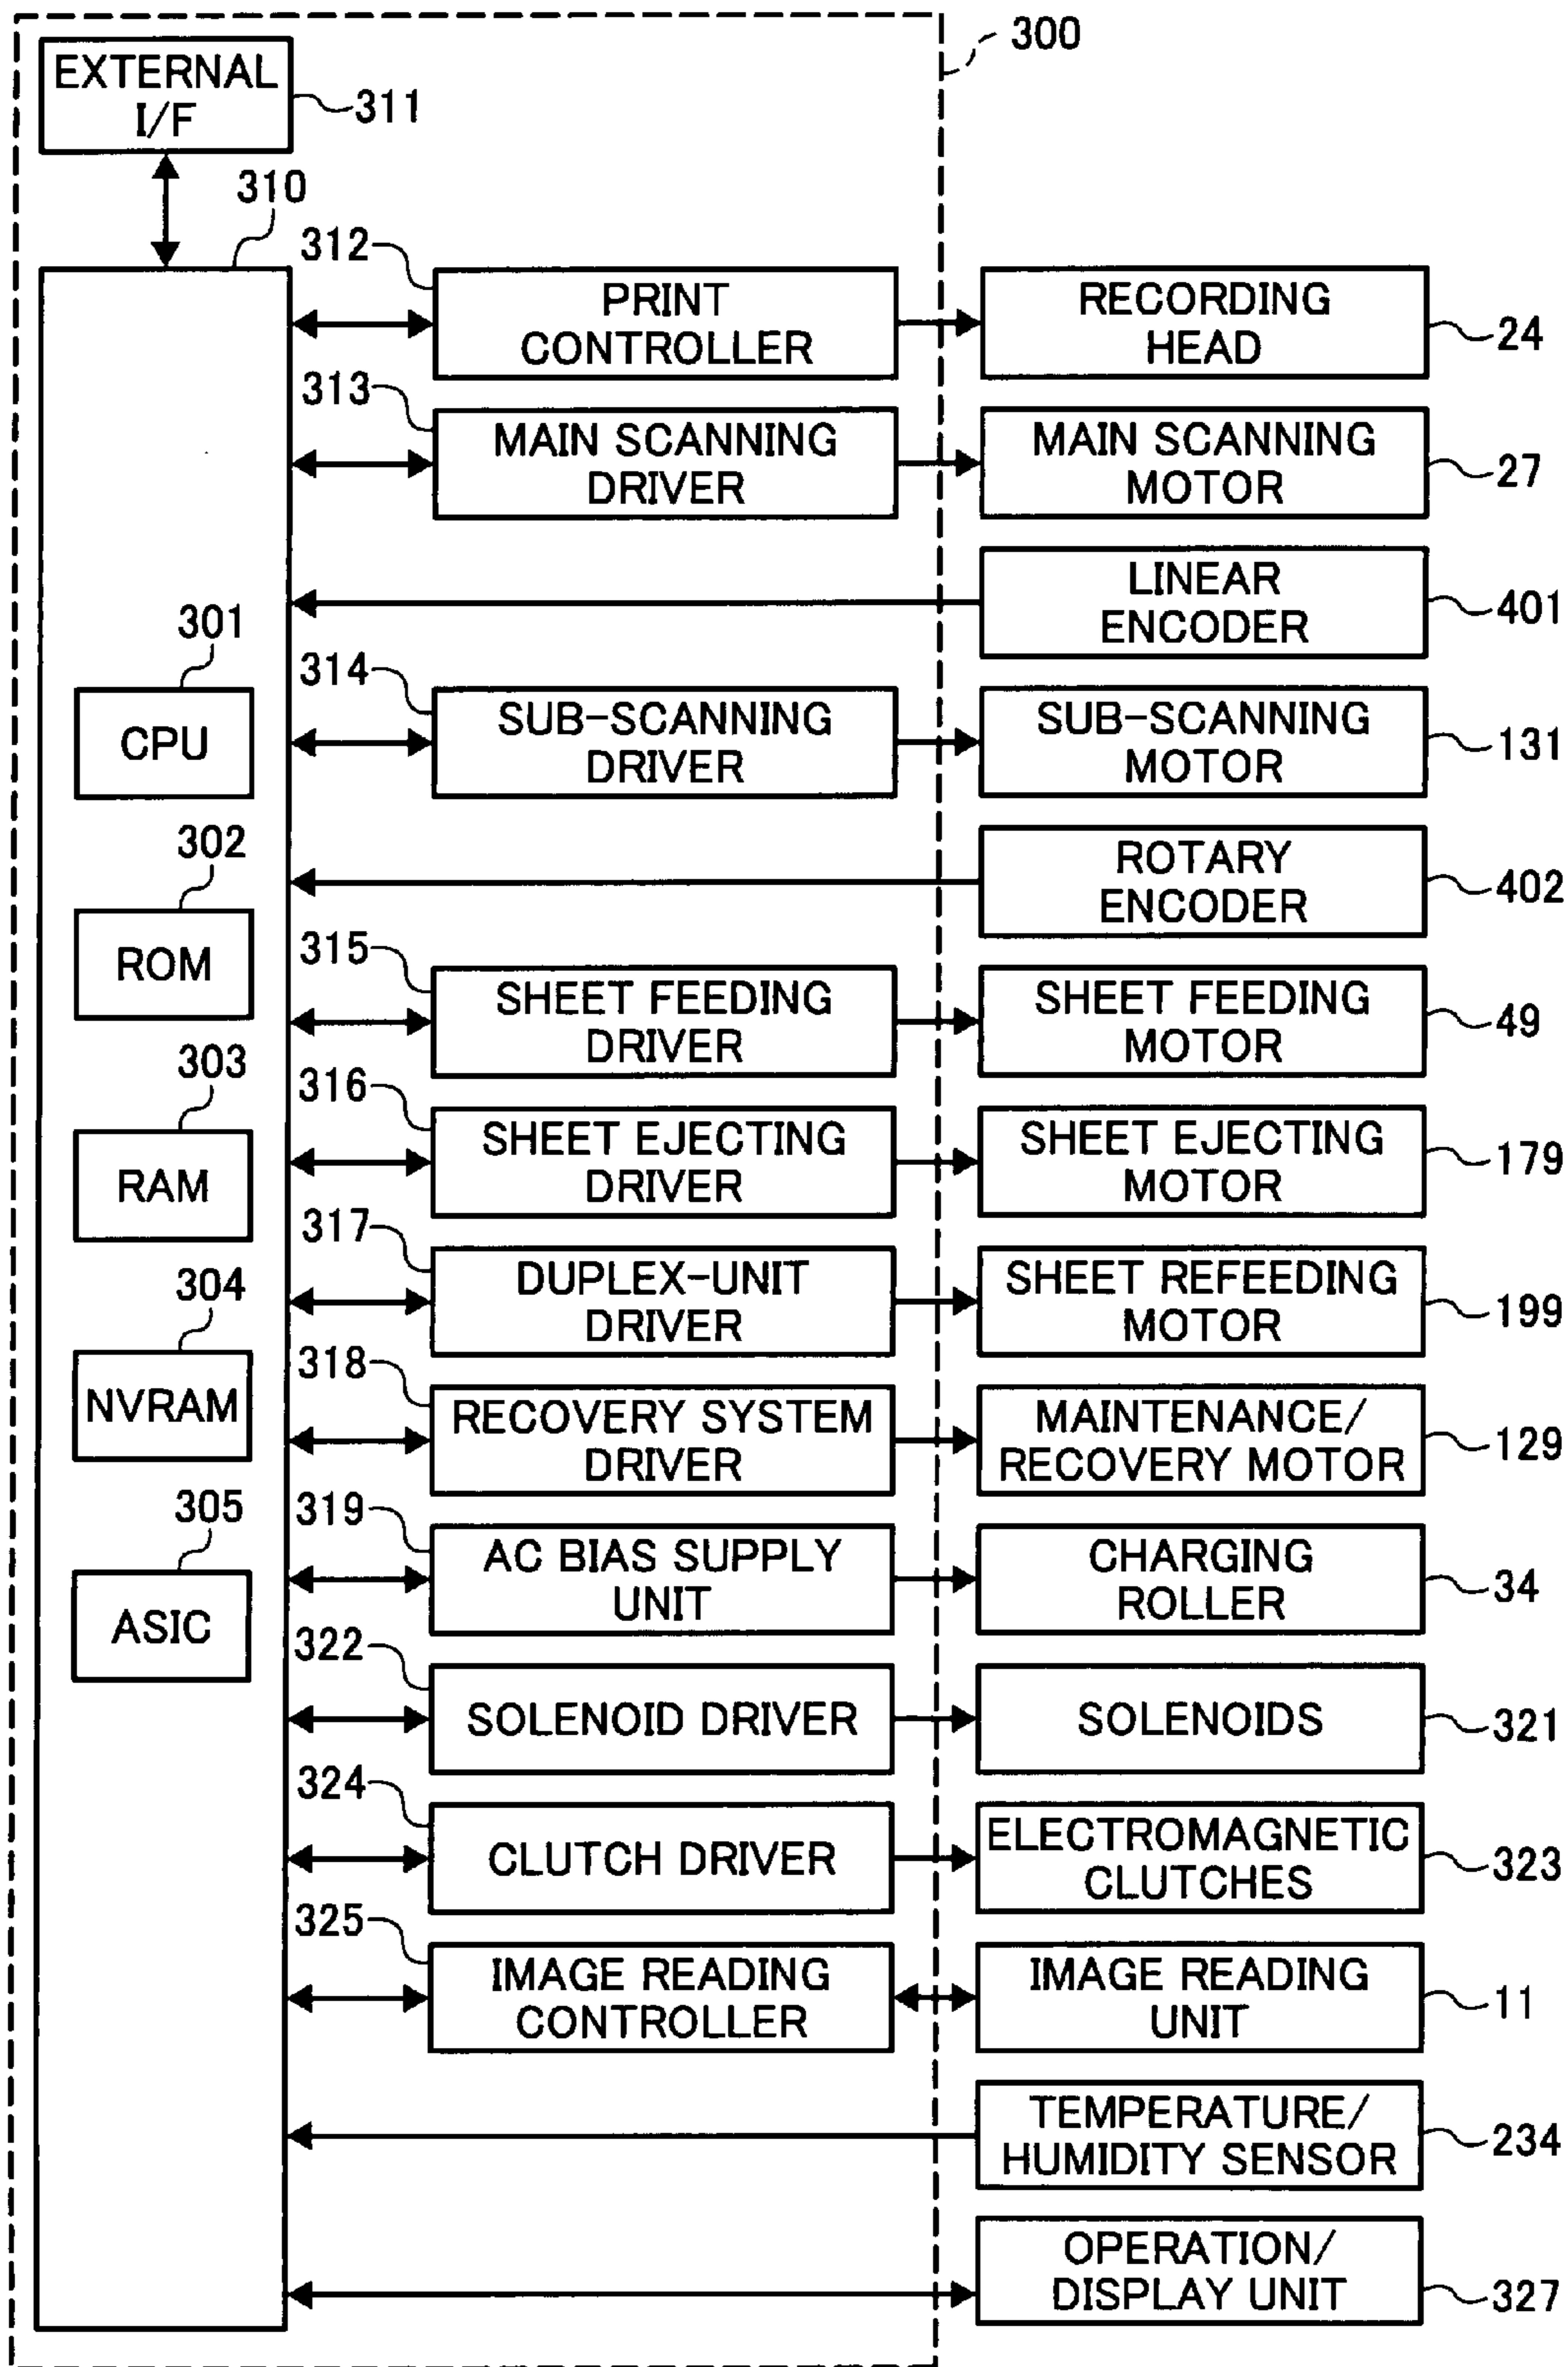 300
EXTERNAL
I/F
311
310
312
PRINT
CONTROLLER
RECORDING
HEAD
24
313
MAIN SCANNING
DRIVER
MAIN SCANNING
MOTOR
27
LINEAR
ENCODER
401
301
CPU
314
SUB-SCANNING
DRIVER
SUB-SCANNING
MOTOR
131
302
ROM
ROTARY
ENCODER
402
315
SHEET FEEDING
DRIVER
SHEET FEEDING
MOTOR
49
303
RAM
316
SHEET EJECTING
DRIVER
SHEET EJECTING
MOTOR
179
317
DUPLEX-UNIT
DRIVER
SHEET REFEEDING
MOTOR
199
304
NVRAM
318
RECOVERY SYSTEM
DRIVER
MAINTENANCE/
RECOVERY MOTOR
129
305
ASIC
319
AC BIAS SUPPLY
UNIT
CHARGING
ROLLER
34
322
SOLENOID DRIVER
SOLENOIDS
321
324
CLUTCH DRIVER
ELECTROMAGNETIC
CLUTCHES
323
325
IMAGE READING
CONTROLLER
IMAGE READING
UNIT
11
TEMPERATURE/
HUMIDITY SENSOR
234
OPERATION/
DISPLAY UNIT
327